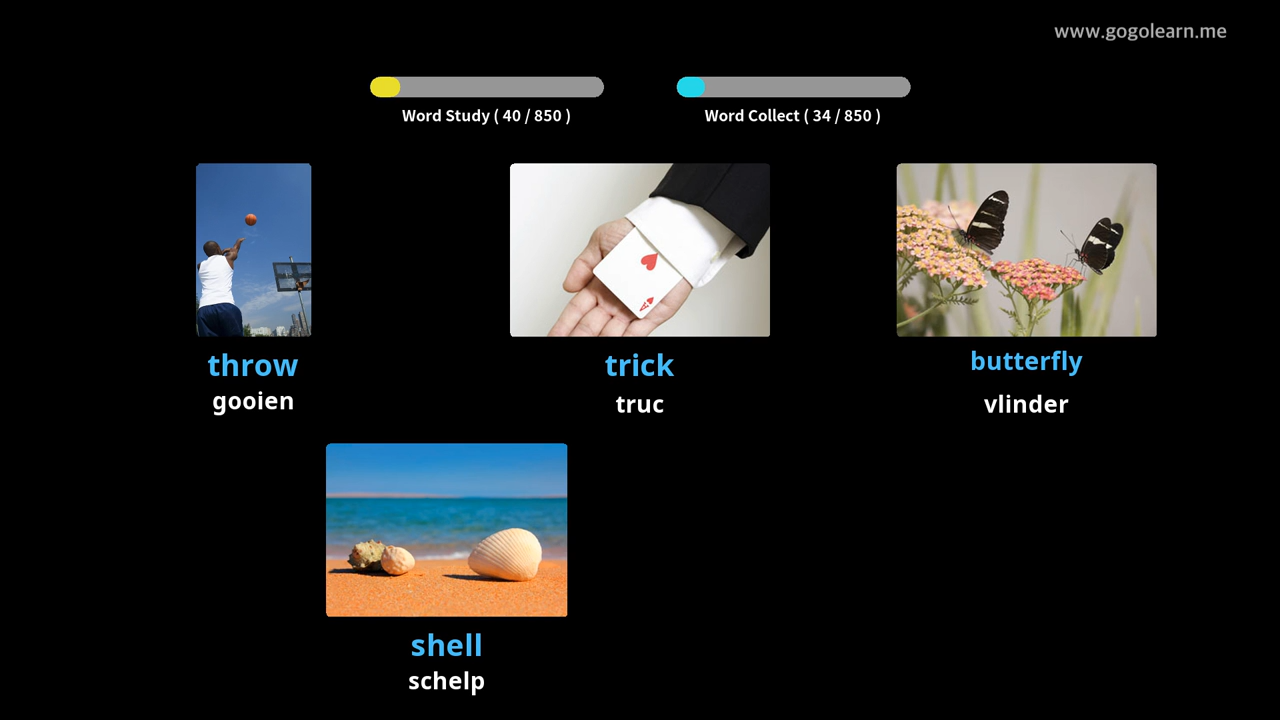 www.gogolearn.me
Word Study ( 40 / 850 )
Word Collect ( 34 / 850 )
throw
gooien
trick
truc
butterfly
vlinder
shell
schelp